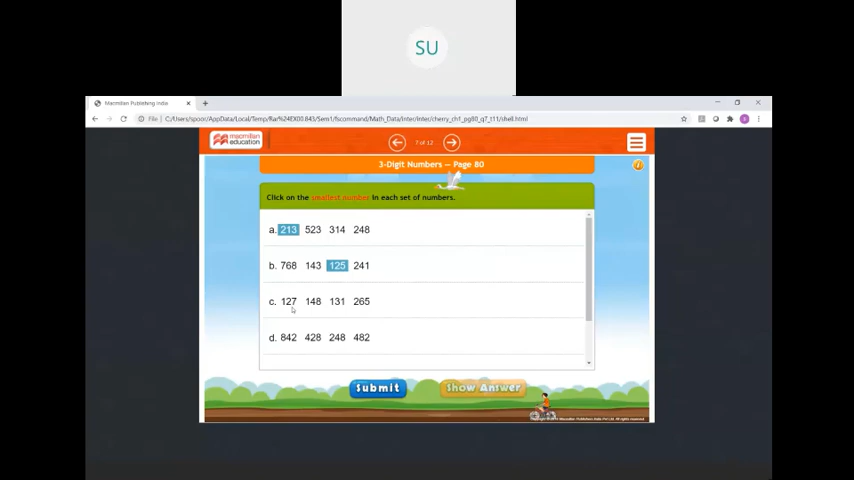 SU
Macmillan Publishing India
File C:/Users/spoor/AppData/Local/Temp/Rar%24EX00.843/Sem1/fscommand/Math_Data/Inter/Inter/cherry_ch1_pg80_q7_t11/shell.html
macmillan education
7 of 12
3-Digit Numbers — Page 80
Click on the smallest number in each set of numbers.
a. 213 523 314 248
b. 768 143 125 241
c. 127 148 131 265
d. 842 428 248 482
Submit Show Answer